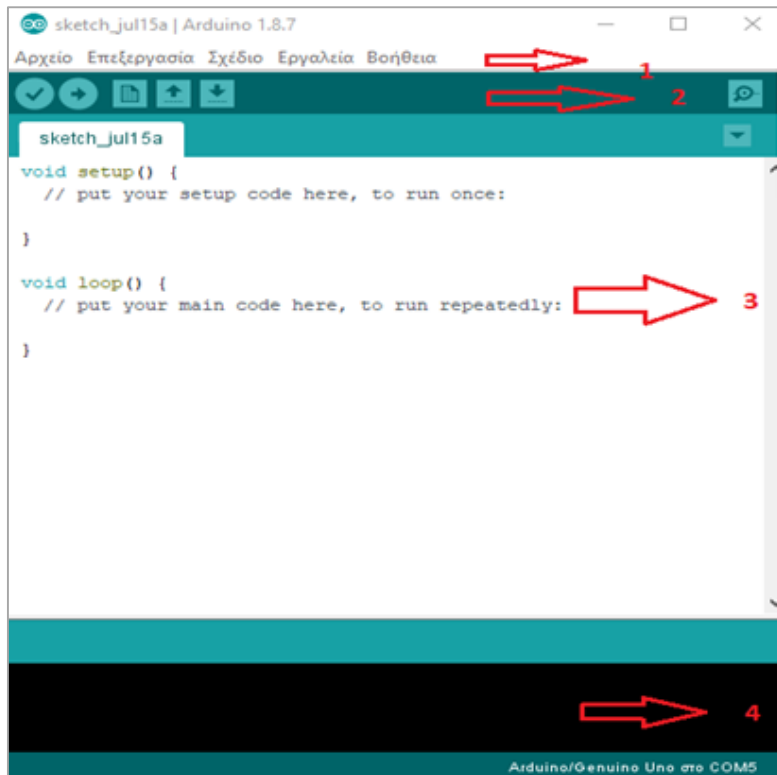 sketch_jul15a | Arduino 1.8.7
Αρχείο Επεξεργασία Σχέδιο Εργαλεία Βοήθεια
1
2
sketch_jul15a
void setup() {
// put your setup code here, to run once:
}
void loop() {
// put your main code here, to run repeatedly:
3
}
4
Arduino/Genuino Uno στο COM5